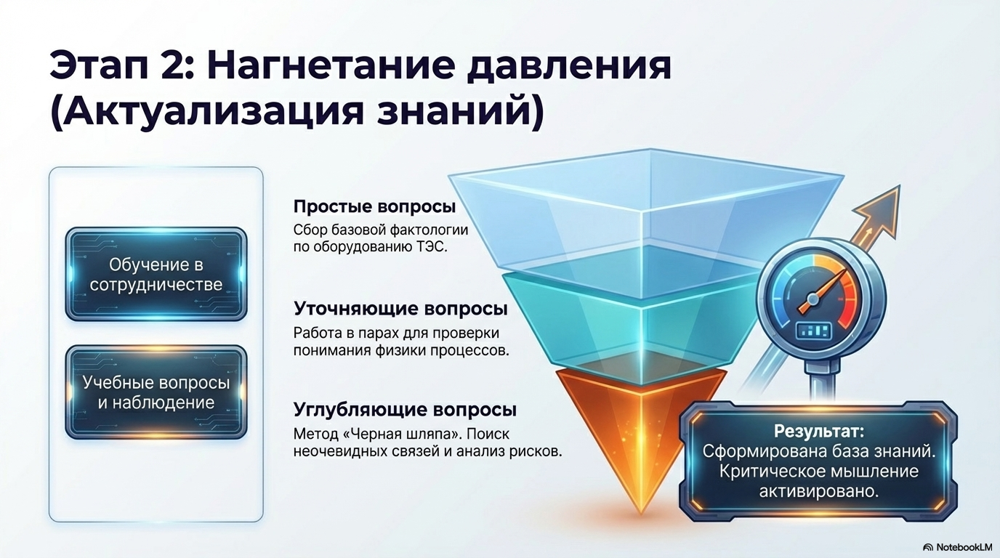 Этап 2: Нагнетание давления
(Актуализация знаний)
Обучение в
сотрудничестве
Учебные вопросы
и наблюдение
Простые вопросы
Сбор базовой фактологии
по оборудованию ТЭС.
Уточняющие вопросы
Работа в парах для проверки
понимания физики процессов.
Углубляющие вопросы
Метод «Черная шляпа». Поиск
неочевидных связей и анализ рисков.
Результат:
Сформирована база знаний.
Критическое мышление
активировано.
NotebookLM